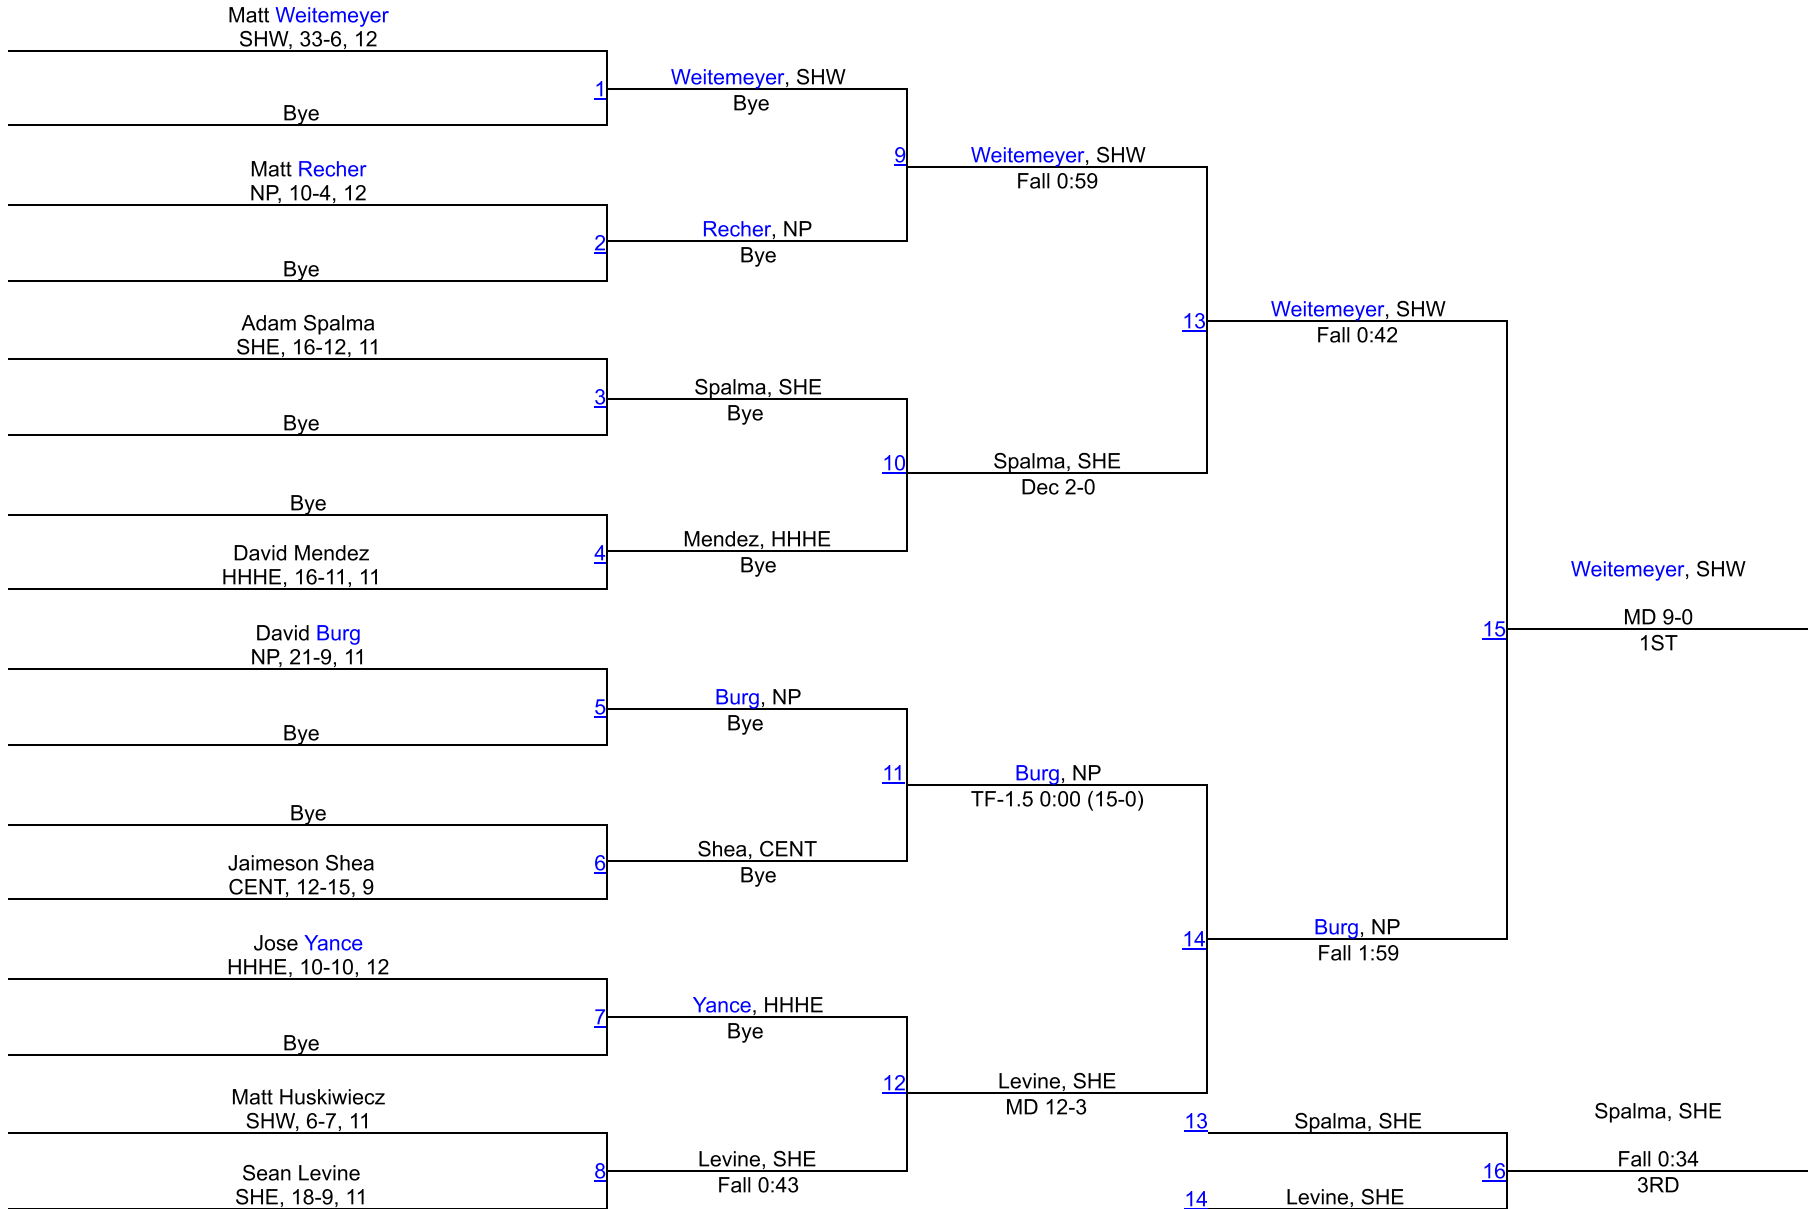 Matt Weitemeyer
SHW, 33-6, 12
Bye
1
Weitemeyer, SHW
Bye
Matt Recher
NP, 10-4, 12
Bye
2
Recher, NP
Bye
9
Weitemeyer, SHW
Fall 0:59
Adam Spalma
SHE, 16-12, 11
Bye
3
Spalma, SHE
Bye
Bye
David Mendez
HHHE, 16-11, 11
4
Mendez, HHHE
Bye
10
Spalma, SHE
Dec 2-0
13
Weitemeyer, SHW
Fall 0:42
David Burg
NP, 21-9, 11
Bye
5
Burg, NP
Bye
Bye
Jaimeson Shea
CENT, 12-15, 9
6
Shea, CENT
Bye
11
Burg, NP
TF-1.5 0:00 (15-0)
Jose Yance
HHHE, 10-10, 12
Bye
7
Yance, HHHE
Bye
Matt Huskiwiecz
SHW, 6-7, 11
Sean Levine
SHE, 18-9, 11
8
Levine, SHE
Fall 0:43
12
Levine, SHE
MD 12-3
14
Burg, NP
Fall 1:59
15
Weitemeyer, SHW
MD 9-0
1ST
13
Spalma, SHE
14
Levine, SHE
16
Spalma, SHE
Fall 0:34
3RD